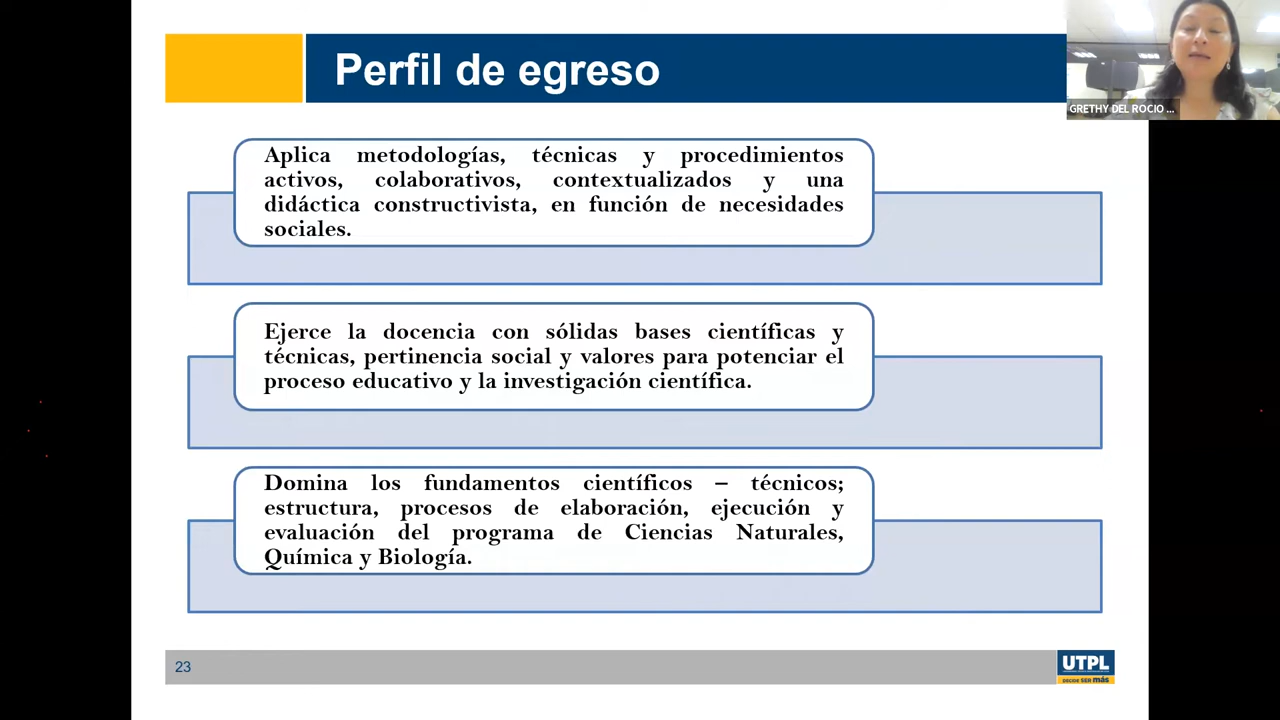 Perfil de egreso
GRETHY DEL ROCIO ...
Aplica metodologías, técnicas y procedimientos
activos, colaborativos, contextualizados y una
didáctica constructivista, en función de necesidades
sociales.
Ejerce la docencia con sólidas bases científicas y
técnicas, pertinencia social y valores para potenciar el
proceso educativo y la investigación científica.
Domina los fundamentos científicos – técnicos;
estructura, procesos de elaboración, ejecución y
evaluación del programa de Ciencias Naturales,
Química y Biología.
23
UTPL
DECIDE SER más